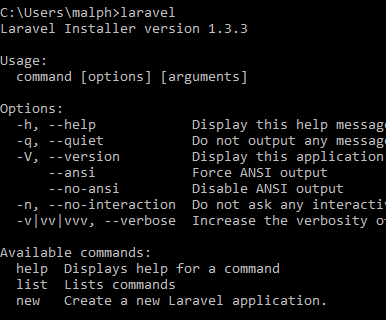 C:\Users\malph>laravel
Laravel Installer version 1.3.3
Usage:
command [options] [arguments]
Options:
-h, --help Display this help message
-q, --quiet Do not output any message
-V, --version Display this application
--ansi Force ANSI output
--no-ansi Disable ANSI output
-n, --no-interaction Do not ask any interactiv
-v|vv|vvv, --verbose Increase the verbosity o
Available commands:
help Displays help for a command
list Lists commands
new Create a new Laravel application.